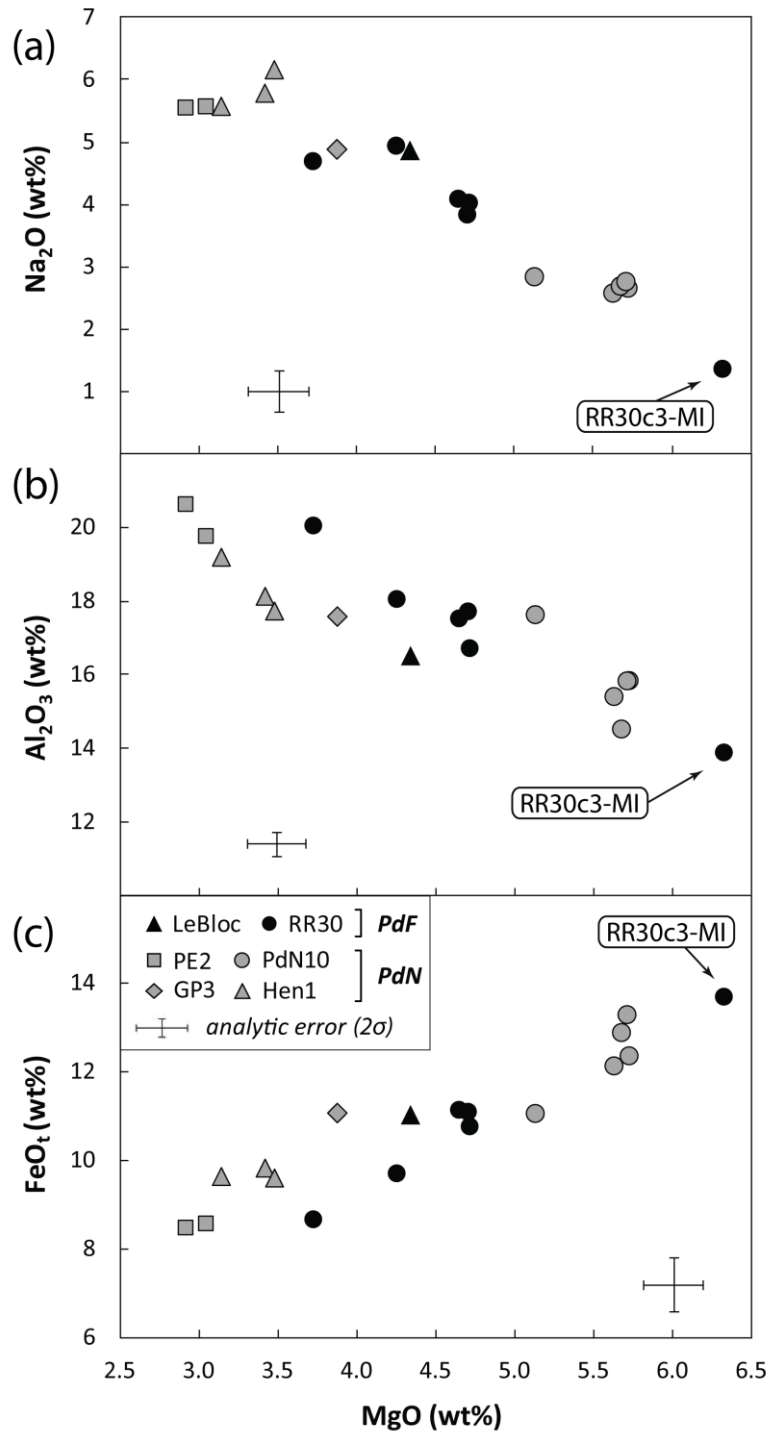 (a)
7
6
5
4
3
2
1
Na₂O (wt%)
RR30c3-MI
(b)
20
18
16
14
12
Al₂O₃ (wt%)
RR30c3-MI
(c)
LeBloc RR30 PdF
PE2 PdN10
GP3 Hen1 PdN
analytic error (2σ)
RR30c3-MI
14
12
10
8
6
FeOₜ (wt%)
2.5 3.0 3.5 4.0 4.5 5.0 5.5 6.0 6.5
MgO (wt%)